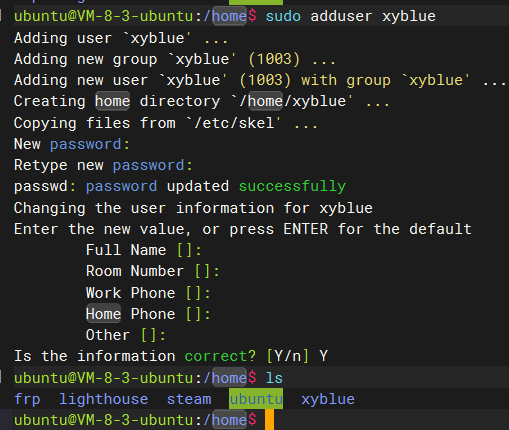 ubuntu@VM-8-3-ubuntu:/home$ sudo adduser xyblue
Adding user `xyblue' ...
Adding new group `xyblue' (1003) ...
Adding new user `xyblue' (1003) with group `xyblue' ...
Creating home directory `/home/xyblue' ...
Copying files from `/etc/skel' ...
New password:
Retype new password:
passwd: password updated successfully
Changing the user information for xyblue
Enter the new value, or press ENTER for the default
        Full Name []:
        Room Number []:
        Work Phone []:
        Home Phone []:
        Other []:
Is the information correct? [Y/n] Y
ubuntu@VM-8-3-ubuntu:/home$ ls
frp  lighthouse  steam  ubuntu  xyblue
ubuntu@VM-8-3-ubuntu:/home$